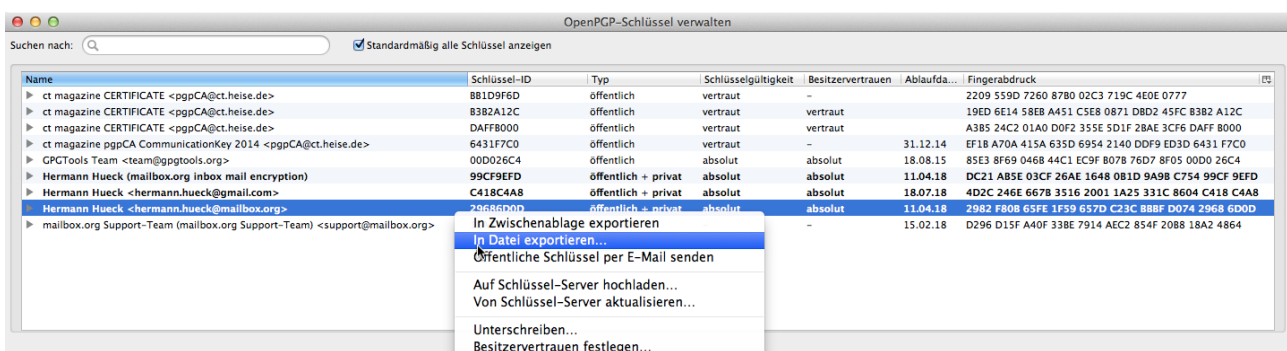 OpenPGP-Schlüssel verwalten
Suchen nach: Standardmäßig alle Schlüssel anzeigen
Name Schlüssel-ID Typ Schlüsselgültigkeit Besitzervertrauen Ablaufda... Fingerabdruck
ct magazine CERTIFICATE <pgpCA@ct.heise.de> BB1D9F6D öffentlich vertraut – 2209 559D 7260 87B0 02C3 719C 4E0E 0777
ct magazine CERTIFICATE <pgpCA@ct.heise.de> B3B2A12C öffentlich vertraut vertraut 19ED 6E14 58EB A451 C5E8 0871 DBD2 45FC B3B2 A12C
ct magazine CERTIFICATE <pgpCA@ct.heise.de> DAFFB000 öffentlich vertraut vertraut A3B5 24C2 01A0 D0F2 355E 5D1F 2BAE 3CF6 DAFF B000
ct magazine pgpCA CommunicationKey 2014 <pgpCA@ct.heise.de> 6431F7C0 öffentlich vertraut – 31.12.14 EF1B A70A 415A 635D 6954 2140 DDF9 ED3D 6431 F7C0
GPGTools Team <team@gpgtools.org> 00D026C4 öffentlich absolut absolut 18.08.15 85E3 8F69 046B 44C1 EC9F B07B 76D7 8F05 00D0 26C4
Hermann Hueck (mailbox.org inbox mail encryption) 99CF9EFD öffentlich + privat absolut absolut 11.04.18 DC21 AB5E 03CF 26AE 1648 0B1D 9A9B C754 99CF 9EFD
Hermann Hueck <hermann.hueck@gmail.com> C418C4A8 öffentlich + privat absolut absolut 18.07.18 4D2C 246E 667B 3516 2001 1A25 331C 8604 C418 C4A8
Hermann Hueck <hermann.hueck@mailbox.org> 29686D0D öffentlich + privat absolut absolut 11.04.18 2982 F80B 65FE 1F59 657D C23C BBBF D074 2968 6D0D
mailbox.org Support-Team (mailbox.org Support-Team) <support@mailbox.org> – 15.02.18 D296 D15F A40F 33BE 7914 AEC2 854F 20B8 18A2 4864
In Zwischenablage exportieren
In Datei exportieren...
Öffentliche Schlüssel per E-Mail senden
Auf Schlüssel-Server hochladen...
Von Schlüssel-Server aktualisieren...
Unterschreiben...
Besitzervertrauen festlegen...